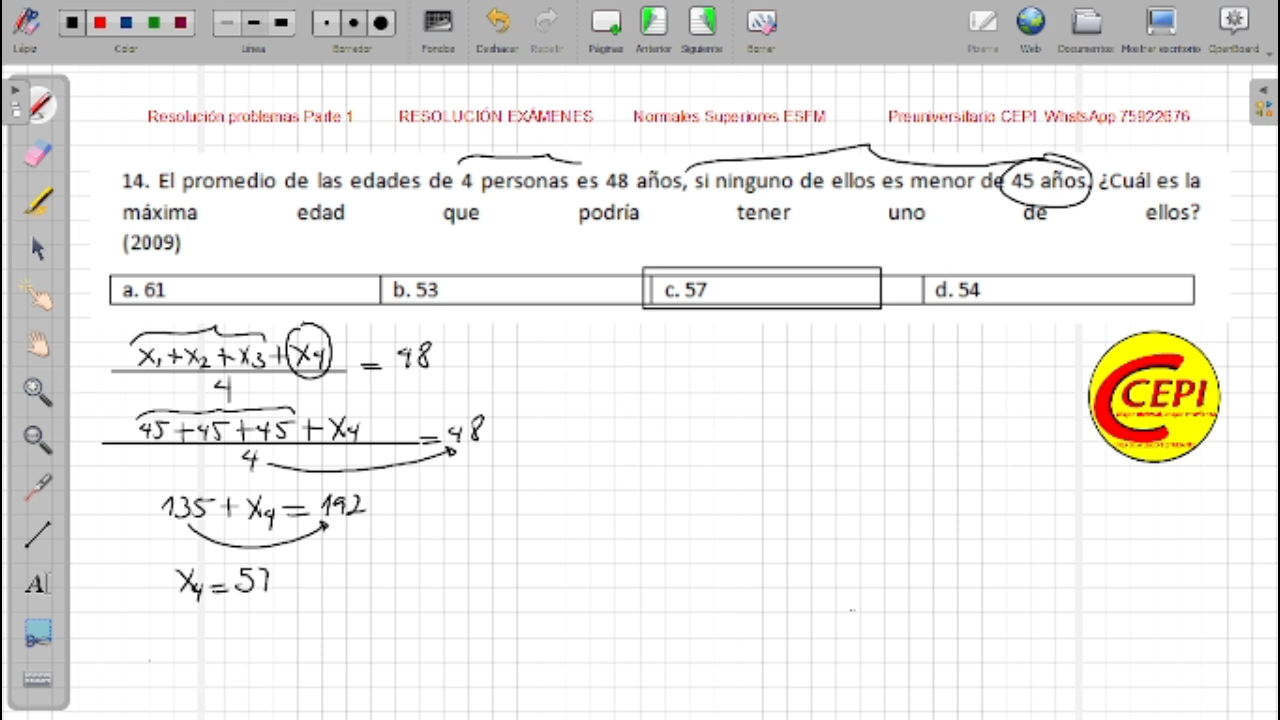 Lápiz Color Línea Borrador Fondos Deshacer Repetir Páginas Anterior Siguiente Borrar Pizarra Web Documentos Mostrar escritorio OpenBoard
Resolución problemas Parte 1 RESOLUCIÓN EXÁMENES Normales Superiores ESFM Preuniversitario CEPI WhatsApp 75922676
14. El promedio de las edades de 4 personas es 48 años, si ninguno de ellos es menor de 45 años. ¿Cuál es la
máxima edad que podría tener uno de ellos?
(2009)
a. 61 b. 53 c. 57 d. 54
x₁+x₂+x₃+x₄ = 48
4
45+45+45+x₄ = 48
4
135+x₄=192
x₄=57
CEPI